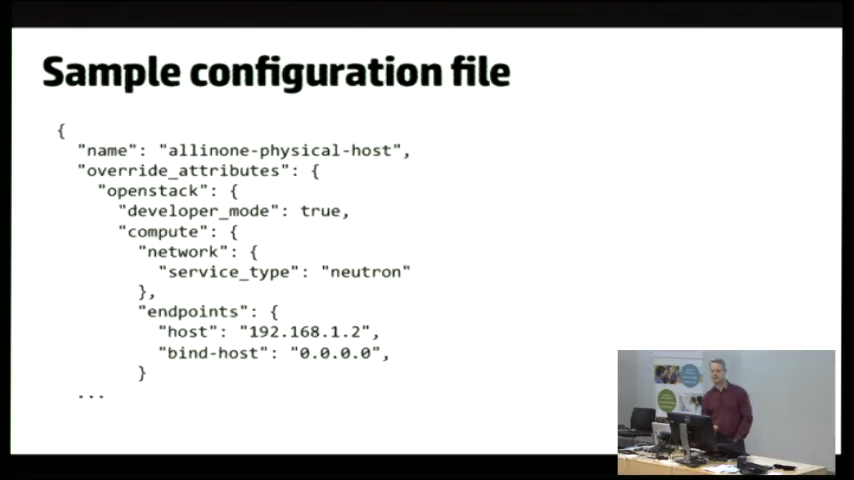 Sample configuration file
{
"name": "allinone-physical-host",
"override_attributes": {
"openstack": {
"developer_mode": true,
"compute": {
"network": {
"service_type": "neutron"
},
"endpoints": {
"host": "192.168.1.2",
"bind-host": "0.0.0.0",
}
...